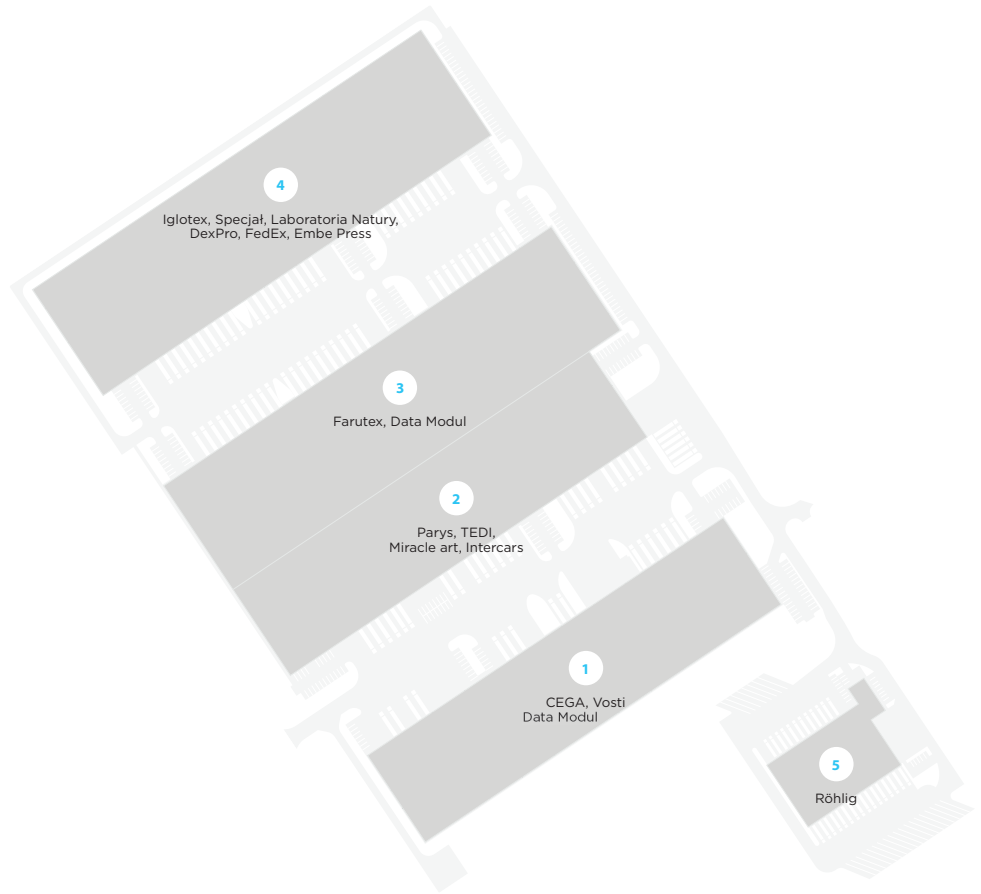 4
Iglotex, Specjał, Laboratoria Natury,
DexPro, FedEx, Embe Press
3
Farutex, Data Modul
2
Parys, TEDI,
Miracle art, Intercars
1
CEGA, Vosti
Data Modul
5
Röhlig